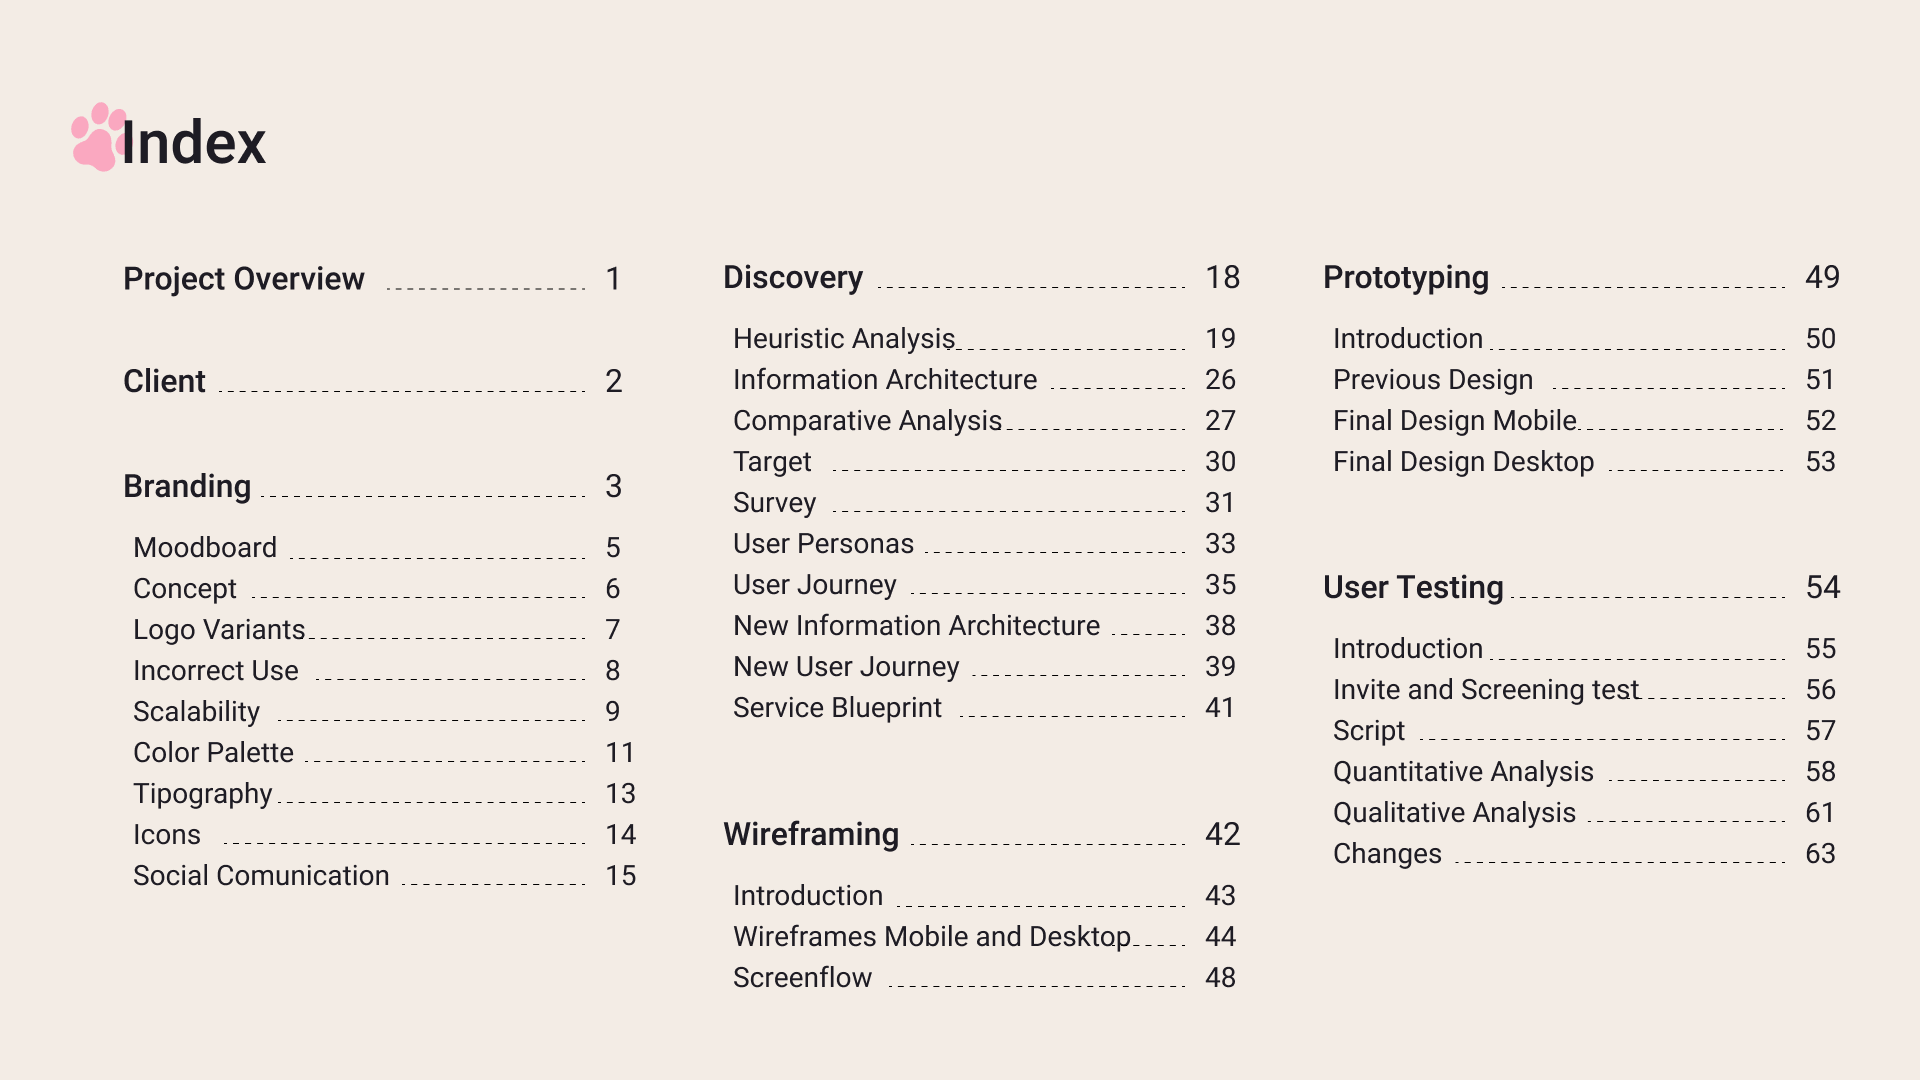 Index
Project Overview 1
Client 2
Branding 3
Moodboard 5
Concept 6
Logo Variants 7
Incorrect Use 8
Scalability 9
Color Palette 11
Tipography 13
Icons 14
Social Comunication 15
Discovery 18
Heuristic Analysis 19
Information Architecture 26
Comparative Analysis 27
Target 30
Survey 31
User Personas 33
User Journey 35
New Information Architecture 38
New User Journey 39
Service Blueprint 41
Wireframing 42
Introduction 43
Wireframes Mobile and Desktop 44
Screenflow 48
Prototyping 49
Introduction 50
Previous Design 51
Final Design Mobile 52
Final Design Desktop 53
User Testing 54
Introduction 55
Invite and Screening test 56
Script 57
Quantitative Analysis 58
Qualitative Analysis 61
Changes 63